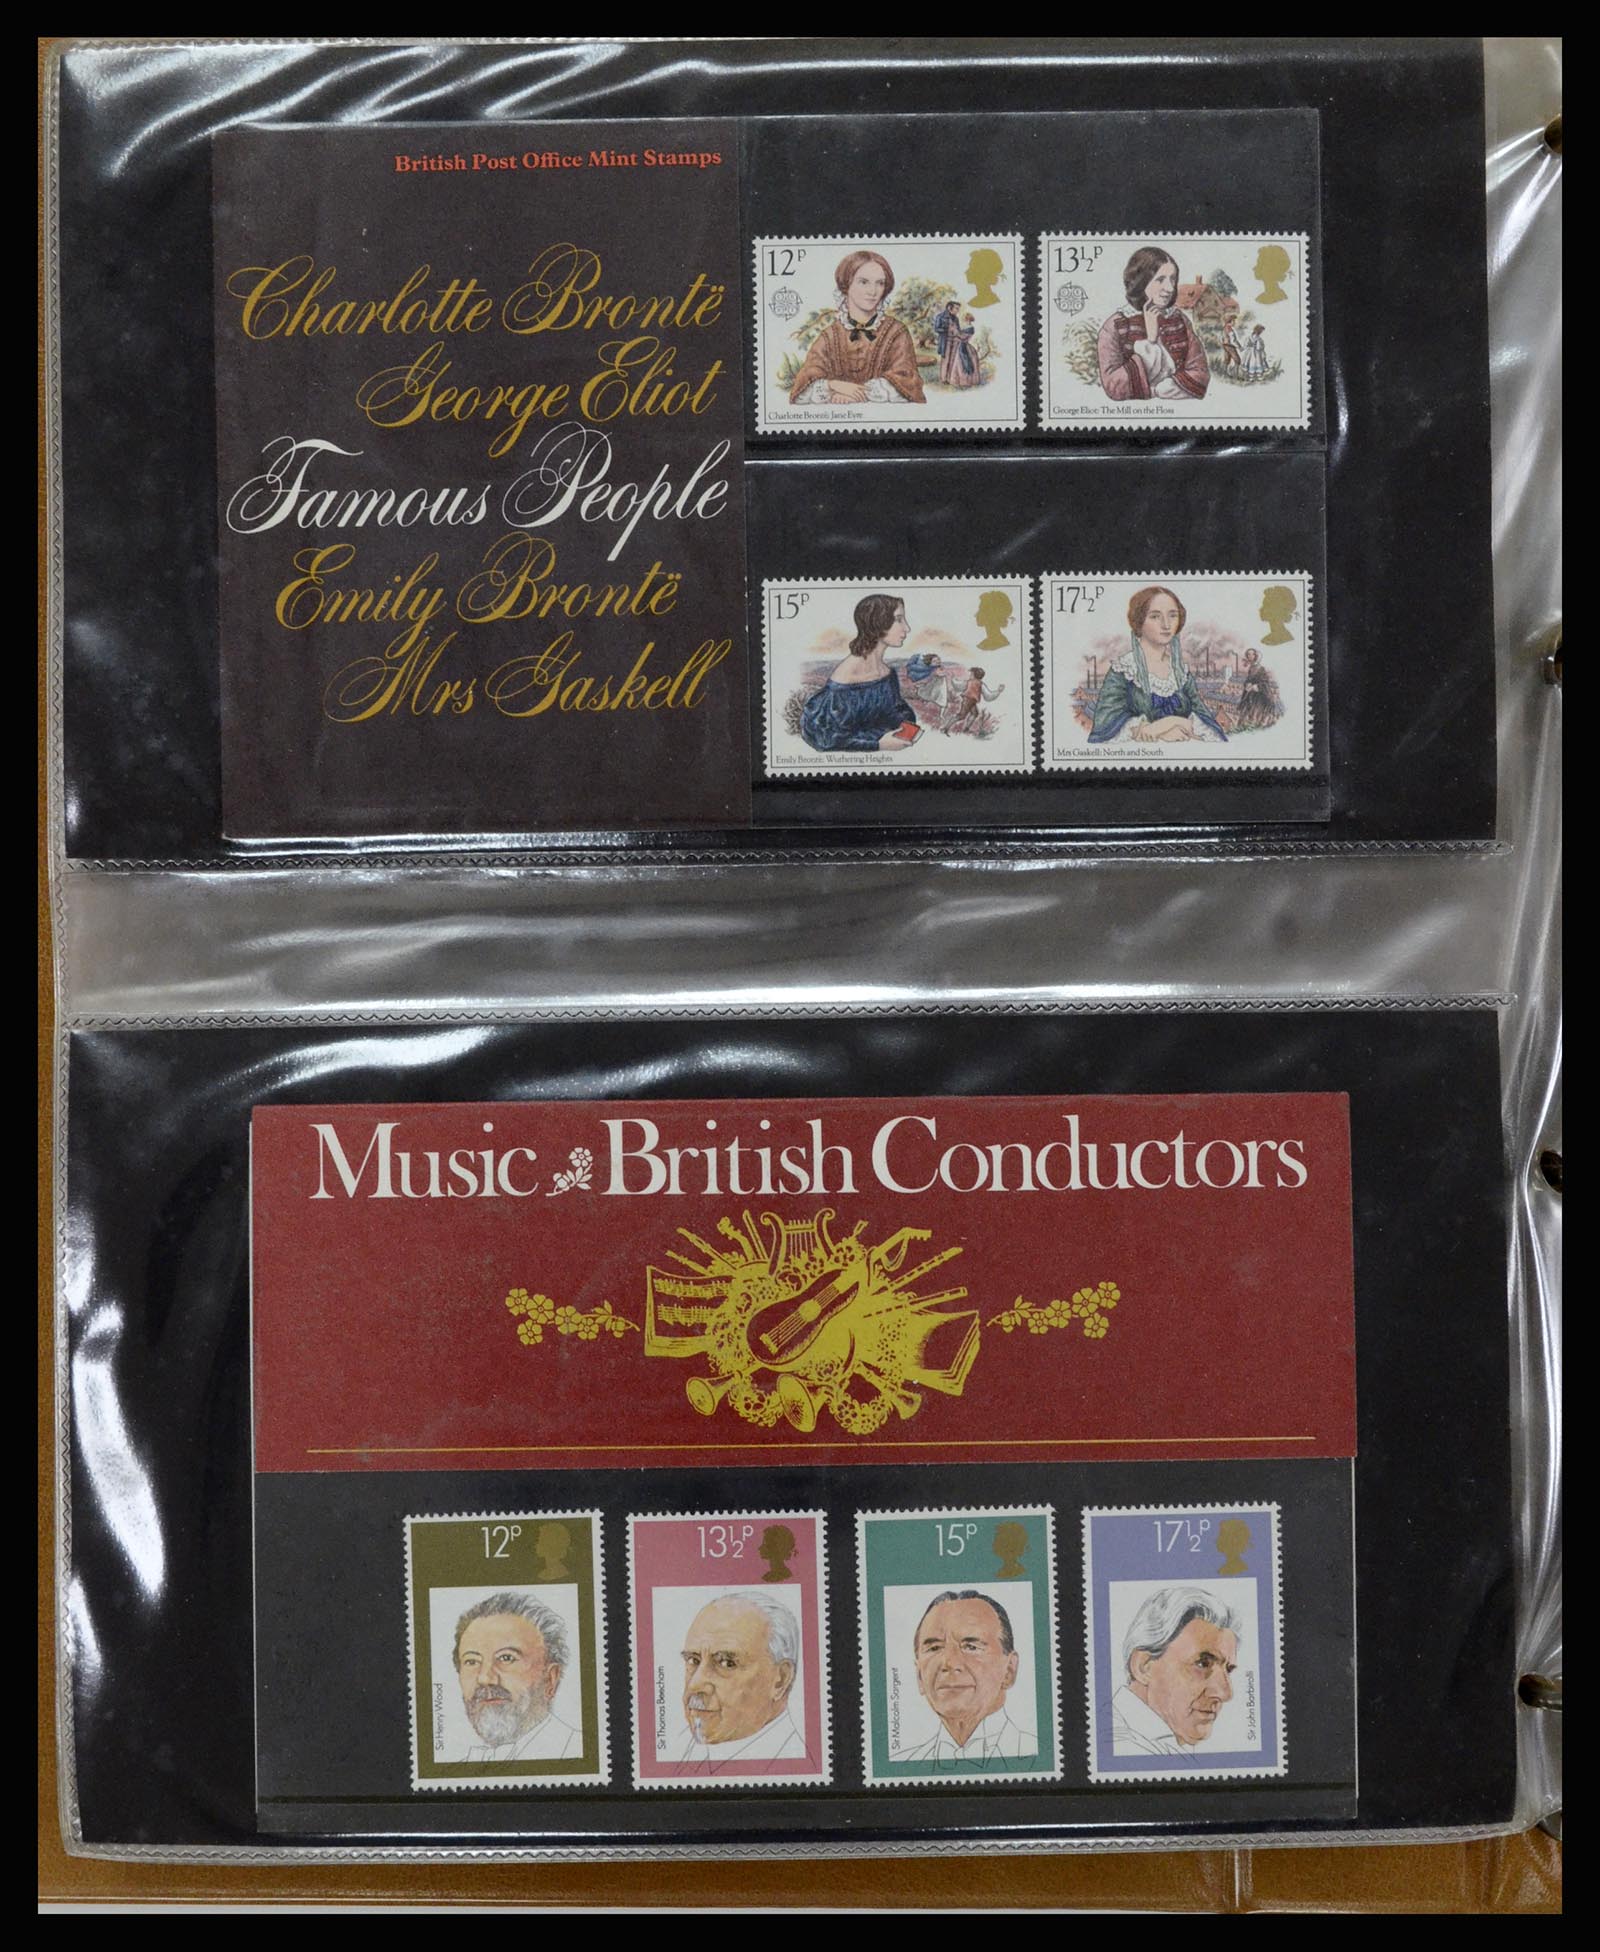 British Post Office Mint Stamps
Charlotte Brontë
George Eliot
Famous People
Emily Brontë
Mrs Gaskell
12P
Charlotte Brontë: Jane Eyre
13½P
George Eliot: The Mill on the Floss
15P
Emily Brontë: Wuthering Heights
17½P
Mrs Gaskell: North and South
Music British Conductors
12P
Sir Henry Wood
13½P
Sir Thomas Beecham
15P
Sir Malcolm Sargent
17½P
Sir John Barbirolli